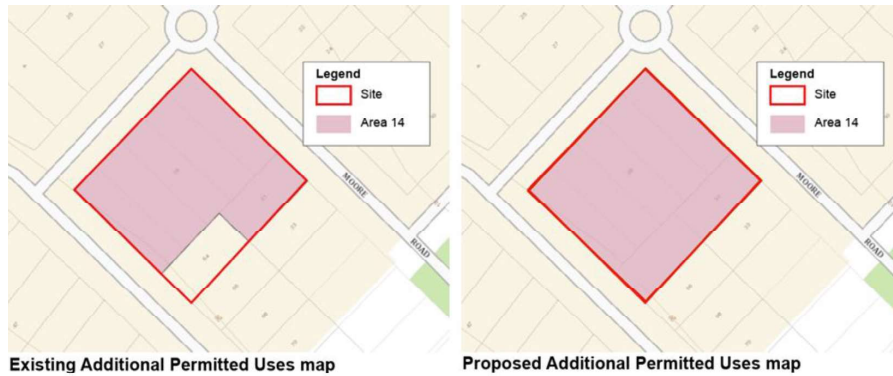 Legend
Site
Area 14
MOORE
ROAD
Existing Additional Permitted Uses map
Legend
Site
Area 14
MOORE
ROAD
Proposed Additional Permitted Uses map